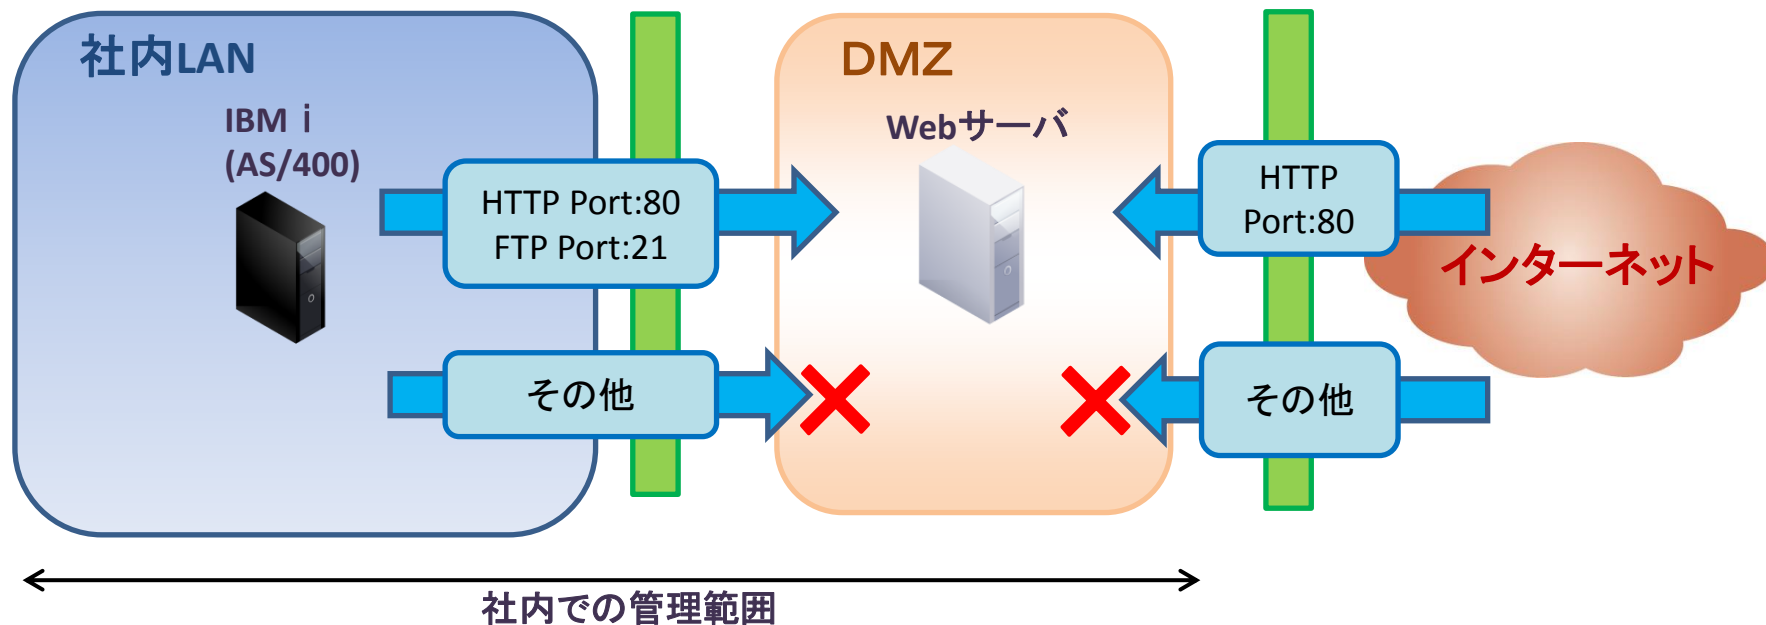 社内LAN
IBM i
(AS/400)
HTTP Port:80
FTP Port:21
その他
DMZ
Webサーバ
HTTP
Port:80
その他
インターネット
社内での管理範囲